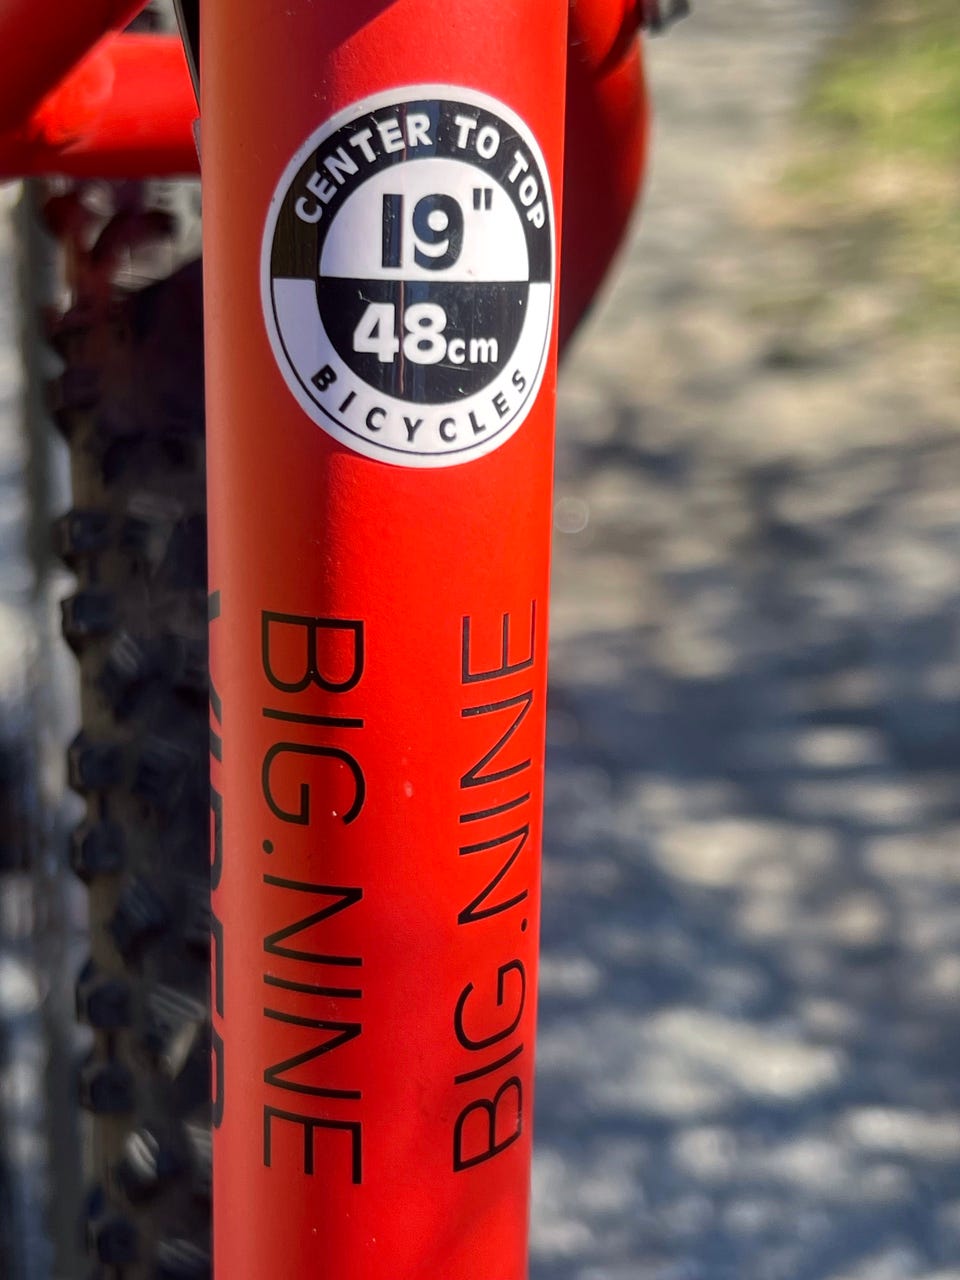 CENTER TO TOP
19"
48cm
BICYCLES
BIG.NINE
BIG.NINE